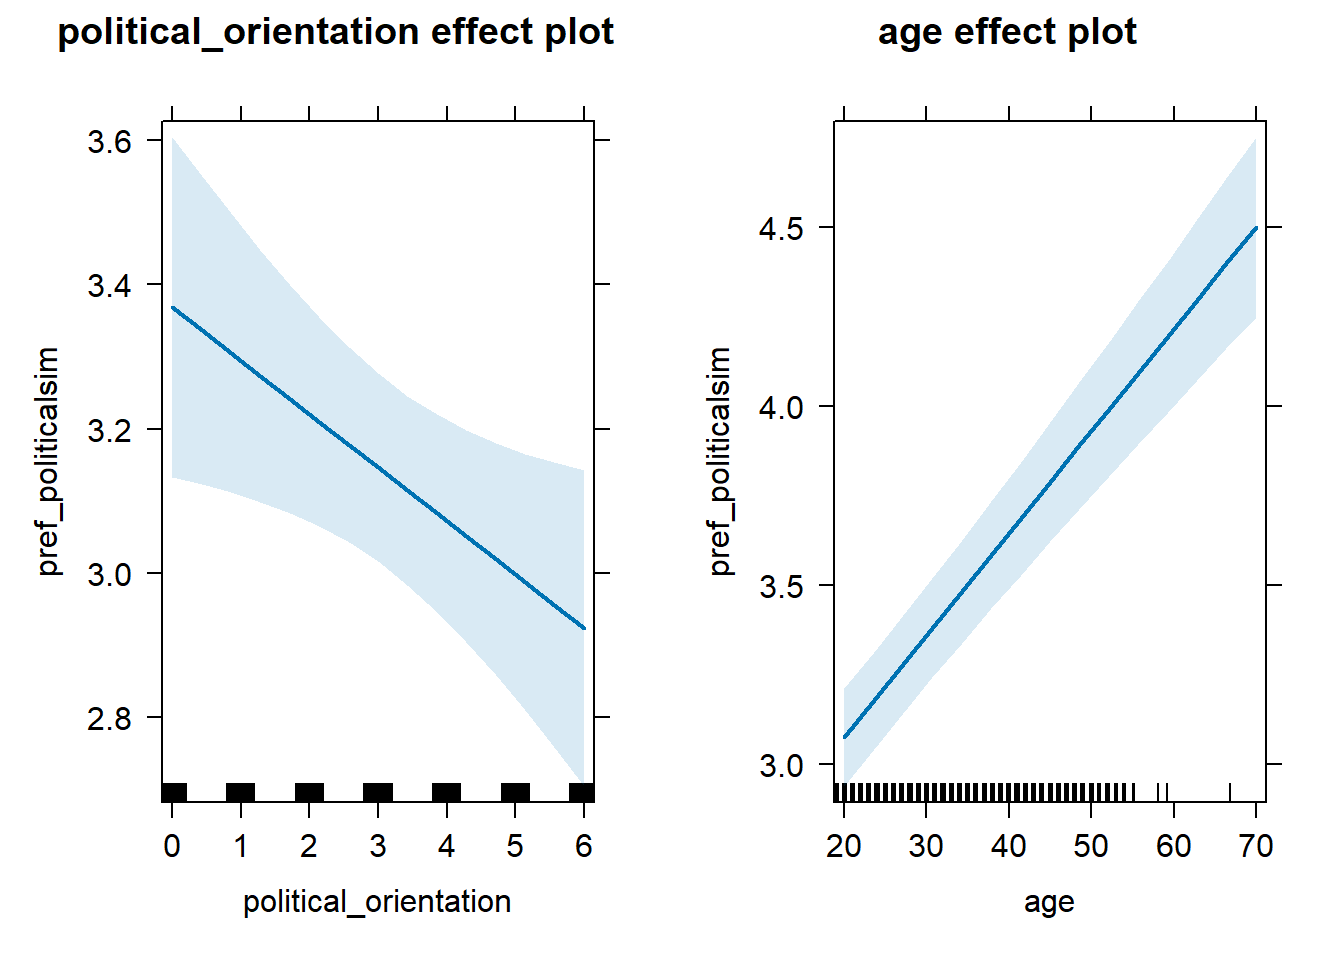 political_orientation effect plot
3.6
3.4
3.2
3.0
2.8
pref_politicalsim
0 1 2 3 4 5 6
political_orientation
age effect plot
4.5
4.0
3.5
3.0
pref_politicalsim
20 30 40 50 60 70
age